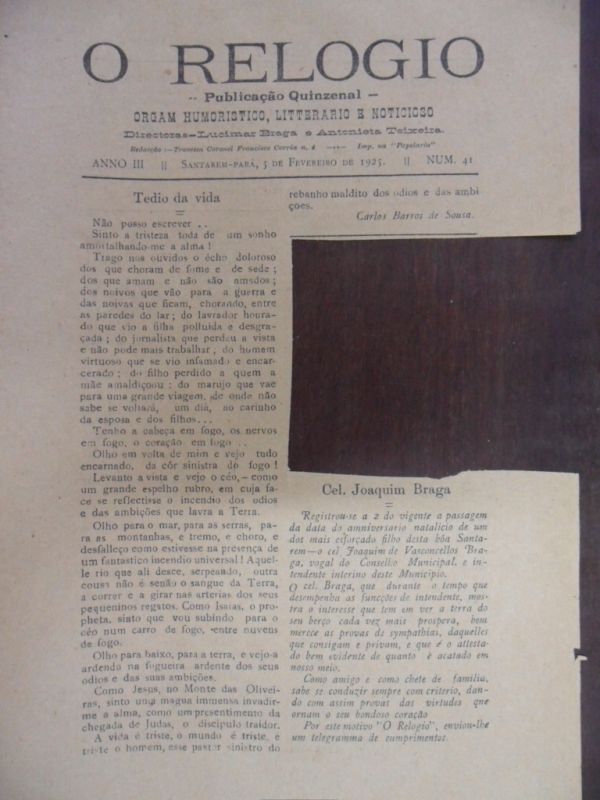 O RELOGIO
-- Publicação Quinzenal --
ORGAM HUMORISTICO, LITTERARIO E NOTICIOSO
Directoras—Lucimar Braga e Antonieta Teixeira.
Redacção :—Travessa Coronel Francisco Corrêa n. 4 —··— Imp. na "Papelaria"
ANNO III || SANTAREM-PARÁ, 5 DE FEVEREIRO DE 1925. || NUM. 41
Tedio da vida
Não posso escrever . .
Sinto a tristeza toda de um sonho
amortalhando-me a alma !
Trago nos ouvidos o écho doloroso
dos que choram de fome e de sede ;
dos que amam e não são amados ;
dos noivos que vão para a guerra e
das noivas que ficam, chorando, entre
as paredes do lar ; do lavrador honra-
do que vio a filha polluida e desgra-
çada ; do jornalista que perdeu a vista
e não pode mais trabalhar ; do homem
virtuoso que se vio infamado e encar-
cerado ; do filho perdido a quem a
mãe amaldiçoou ; do marujo que vae
para uma grande viagem, de onde não
sabe se voltará, um dia, ao carinho
da esposa e dos filhos...
Tenho a cabeça em fogo, os nervos
em fogo, o coração em fogo . .
Olho em volta de mim e vejo tudo
encarnado, da côr sinistra do fogo !
Levanto a vista e vejo o céo,—como
um grande espelho rubro, em cuja fa-
ce se reflectisse o incendio dos odios
e das ambições que lavra a Terra.
Olho para o mar, para as serras, pa-
ra as montanhas, e tremo, e choro, e
desfalleço como estivesse na presença de
um fantastico incendio universal ! Aquel-
le rio que ali desce, serpeando, outra
cousa não é senão o sangue da Terra,
a correr e a girar nas arterias dos seus
pequeninos regatos. Como Isaias, o pro-
pheta, sinto que vou subindo para o
céo num carro de fogo, entre nuvens
de fogo.
Olho para baixo, para a terra, e vejo-a
ardendo na fogueira ardente dos seus
odios e das suas ambições.
Como Jesus, no Monte das Olivei-
ras, sinto uma magua immensa invadir-
me a alma, como um presentimento da
chegada de Judas, o discipulo traidor.
A vida é triste, o mundo é triste, e
triste o homem, esse pastor sinistro do
rebanho maldito dos odios e das ambi
ções.
Carlos Barros de Sousa.
Cel. Joaquim Braga
Registrou-se a 2 do vigente a passagem
da data do anniversario natalicio de um
dos mais esforçado filho desta bôa Santa-
rem—o cel Joaquim de Vasconcellos Bra-
ga, vogal do Conselho Municipal, e in-
tendente interino deste Municipio.
O cel. Braga, que durante o tempo que
desempenha as funcções de intendente, mos-
tra o interesse que tem em ver a terra do
seu berço cada vez mais prospera, bem
merece as provas de sympathias, daquelles
que consigam e privam, e que é o attesta-
do bem evidente de quanto é acatado em
nosso meio.
Como amigo e como chefe de familia,
sabe se conduzir sempre com criterio, dan-
do com assim provas das virtudes que
ornam o seu bondoso coração
Por este motivo "O Relogio", enviou-lhe
um telegramma de cumprimentos.